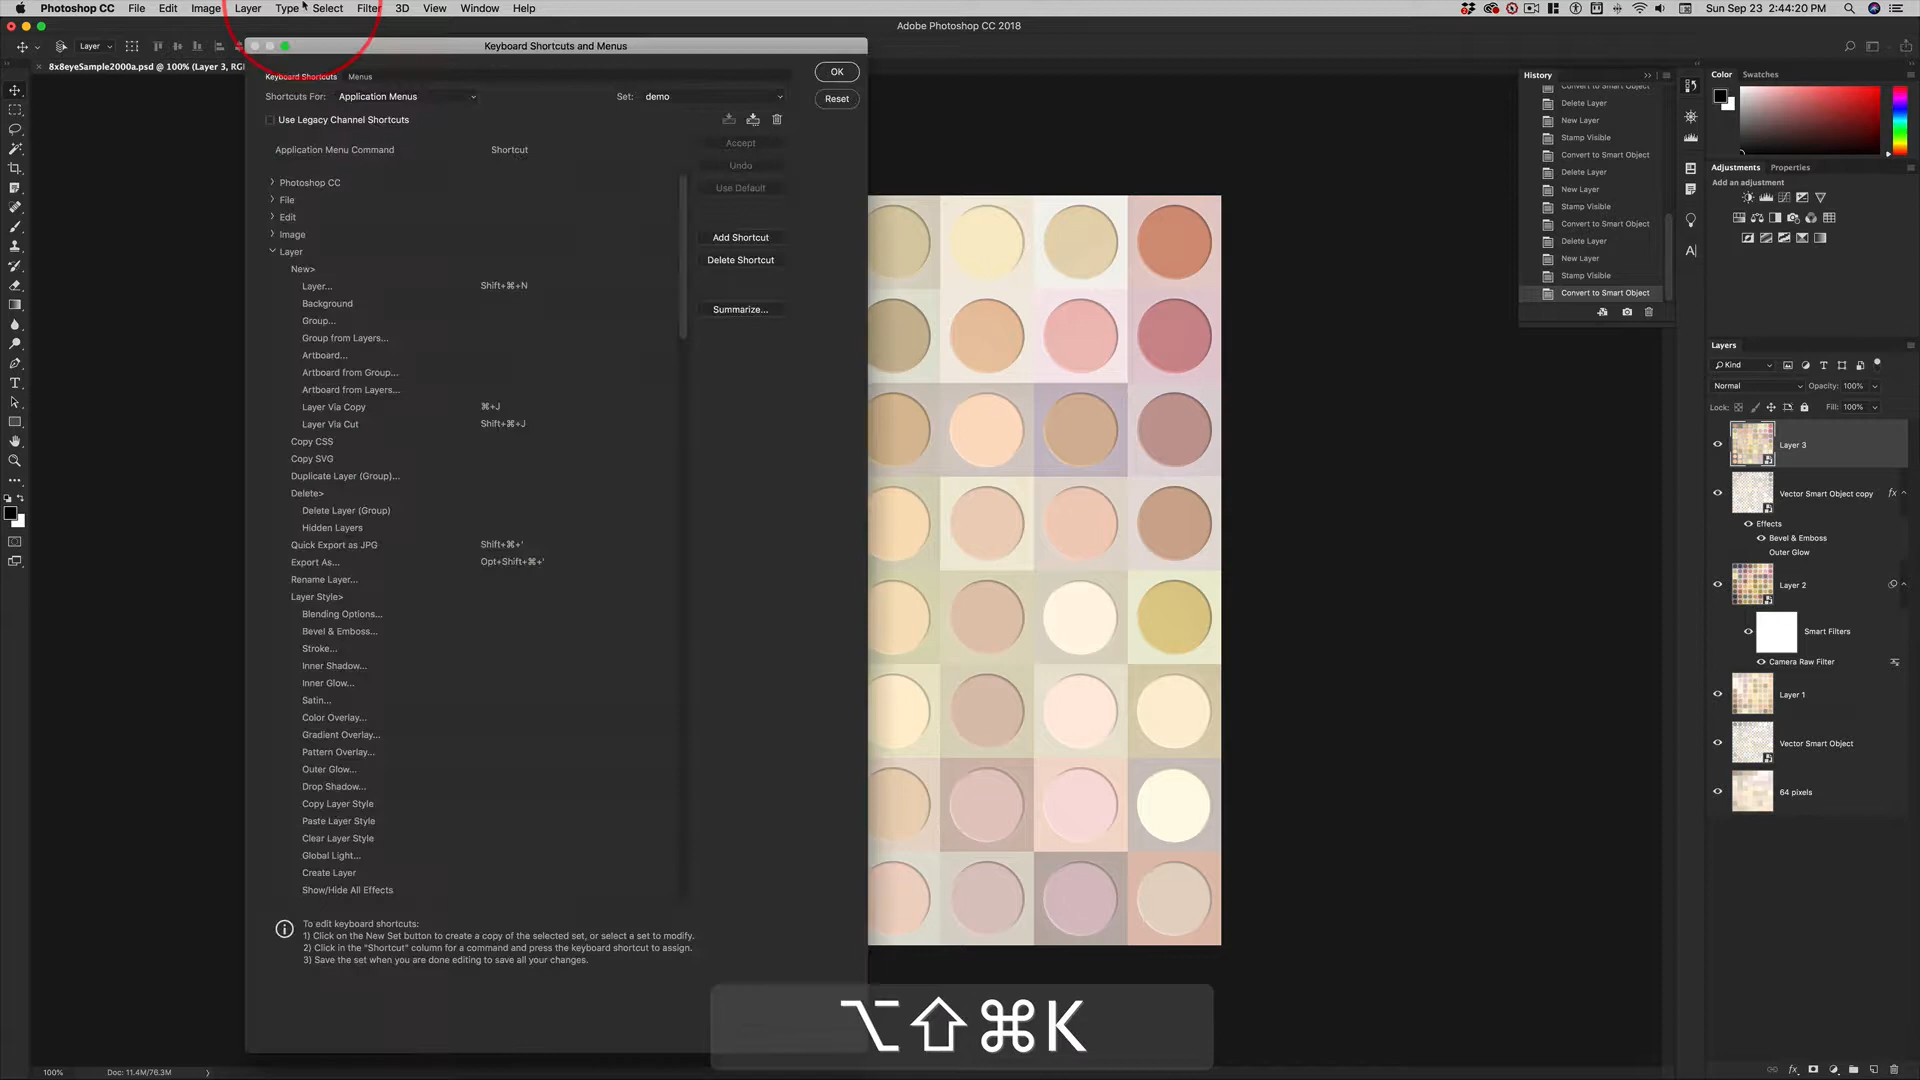 Photoshop CC File Edit Image Layer Type Select Filter 3D View Window Help
Sun Sep 23 2:44:20 PM
Adobe Photoshop CC 2018
Layer
8x8eyeSample2000a.psd @ 100% (Layer 3, RG
Keyboard Shortcuts and Menus
Keyboard Shortcuts Menus
OK
Shortcuts For: Application Menus
Set: demo
Reset
Use Legacy Channel Shortcuts
Application Menu Command Shortcut
Accept
Undo
Use Default
Add Shortcut
Delete Shortcut
Summarize...
Photoshop CC
File
Edit
Image
Layer
New>
Layer... Shift+⌘+N
Background
Group...
Group from Layers...
Artboard...
Artboard from Group...
Artboard from Layers...
Layer Via Copy ⌘+J
Layer Via Cut Shift+⌘+J
Copy CSS
Copy SVG
Duplicate Layer (Group)...
Delete>
Delete Layer (Group)
Hidden Layers
Quick Export as JPG Shift+⌘+'
Export As... Opt+Shift+⌘+'
Rename Layer...
Layer Style>
Blending Options...
Bevel & Emboss...
Stroke...
Inner Shadow...
Inner Glow...
Satin...
Color Overlay...
Gradient Overlay...
Pattern Overlay...
Outer Glow...
Drop Shadow...
Copy Layer Style
Paste Layer Style
Clear Layer Style
Global Light...
Create Layer
Show/Hide All Effects
To edit keyboard shortcuts:
1) Click on the New Set button to create a copy of the selected set, or select a set to modify.
2) Click in the "Shortcut" column for a command and press the keyboard shortcut to assign.
3) Save the set when you are done editing to save all your changes.
⌥⇧⌘K
100% Doc: 11.4M/76.3M
History
Convert to Smart Object
Delete Layer
New Layer
Stamp Visible
Convert to Smart Object
Delete Layer
New Layer
Stamp Visible
Convert to Smart Object
Delete Layer
New Layer
Stamp Visible
Convert to Smart Object
Color Swatches
Adjustments Properties
Add an adjustment
Layers
Kind
Normal Opacity: 100%
Lock: Fill: 100%
Layer 3
Vector Smart Object copy fx
Effects
Bevel & Emboss
Outer Glow
Layer 2
Smart Filters
Camera Raw Filter
Layer 1
Vector Smart Object
64 pixels